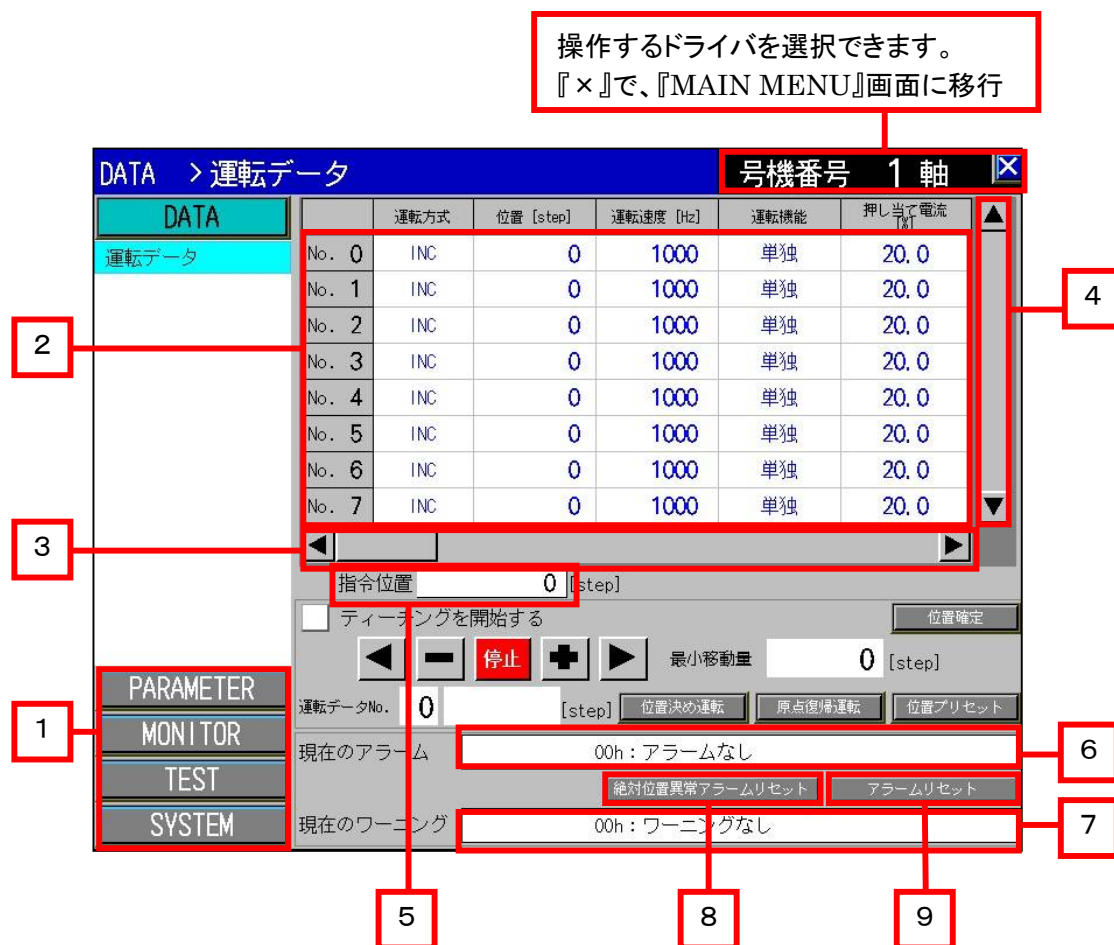 操作するドライバを選択できます。
『×』で、『MAIN MENU』画面に移行
DATA >運転データ 号機番号 1 軸
DATA
運転データ
運転方式 位置 [step] 運転速度 [Hz] 運転機能 押し当て電流 [%]
No. 0 INC 0 1000 単独 20.0
No. 1 INC 0 1000 単独 20.0
No. 2 INC 0 1000 単独 20.0
No. 3 INC 0 1000 単独 20.0
No. 4 INC 0 1000 単独 20.0
No. 5 INC 0 1000 単独 20.0
No. 6 INC 0 1000 単独 20.0
No. 7 INC 0 1000 単独 20.0
4
2
3
指令位置 0 [step]
ティーチングを開始する 位置確定
停止 最小移動量 0 [step]
運転データNo. 0 [step] 位置決め運転 原点復帰運転 位置プリセット
PARAMETER
MONITOR
TEST
SYSTEM
1
現在のアラーム 00h:アラームなし
6
絶対位置異常アラームリセット アラームリセット
現在のワーニング 00h:ワーニングなし
7
5 8 9